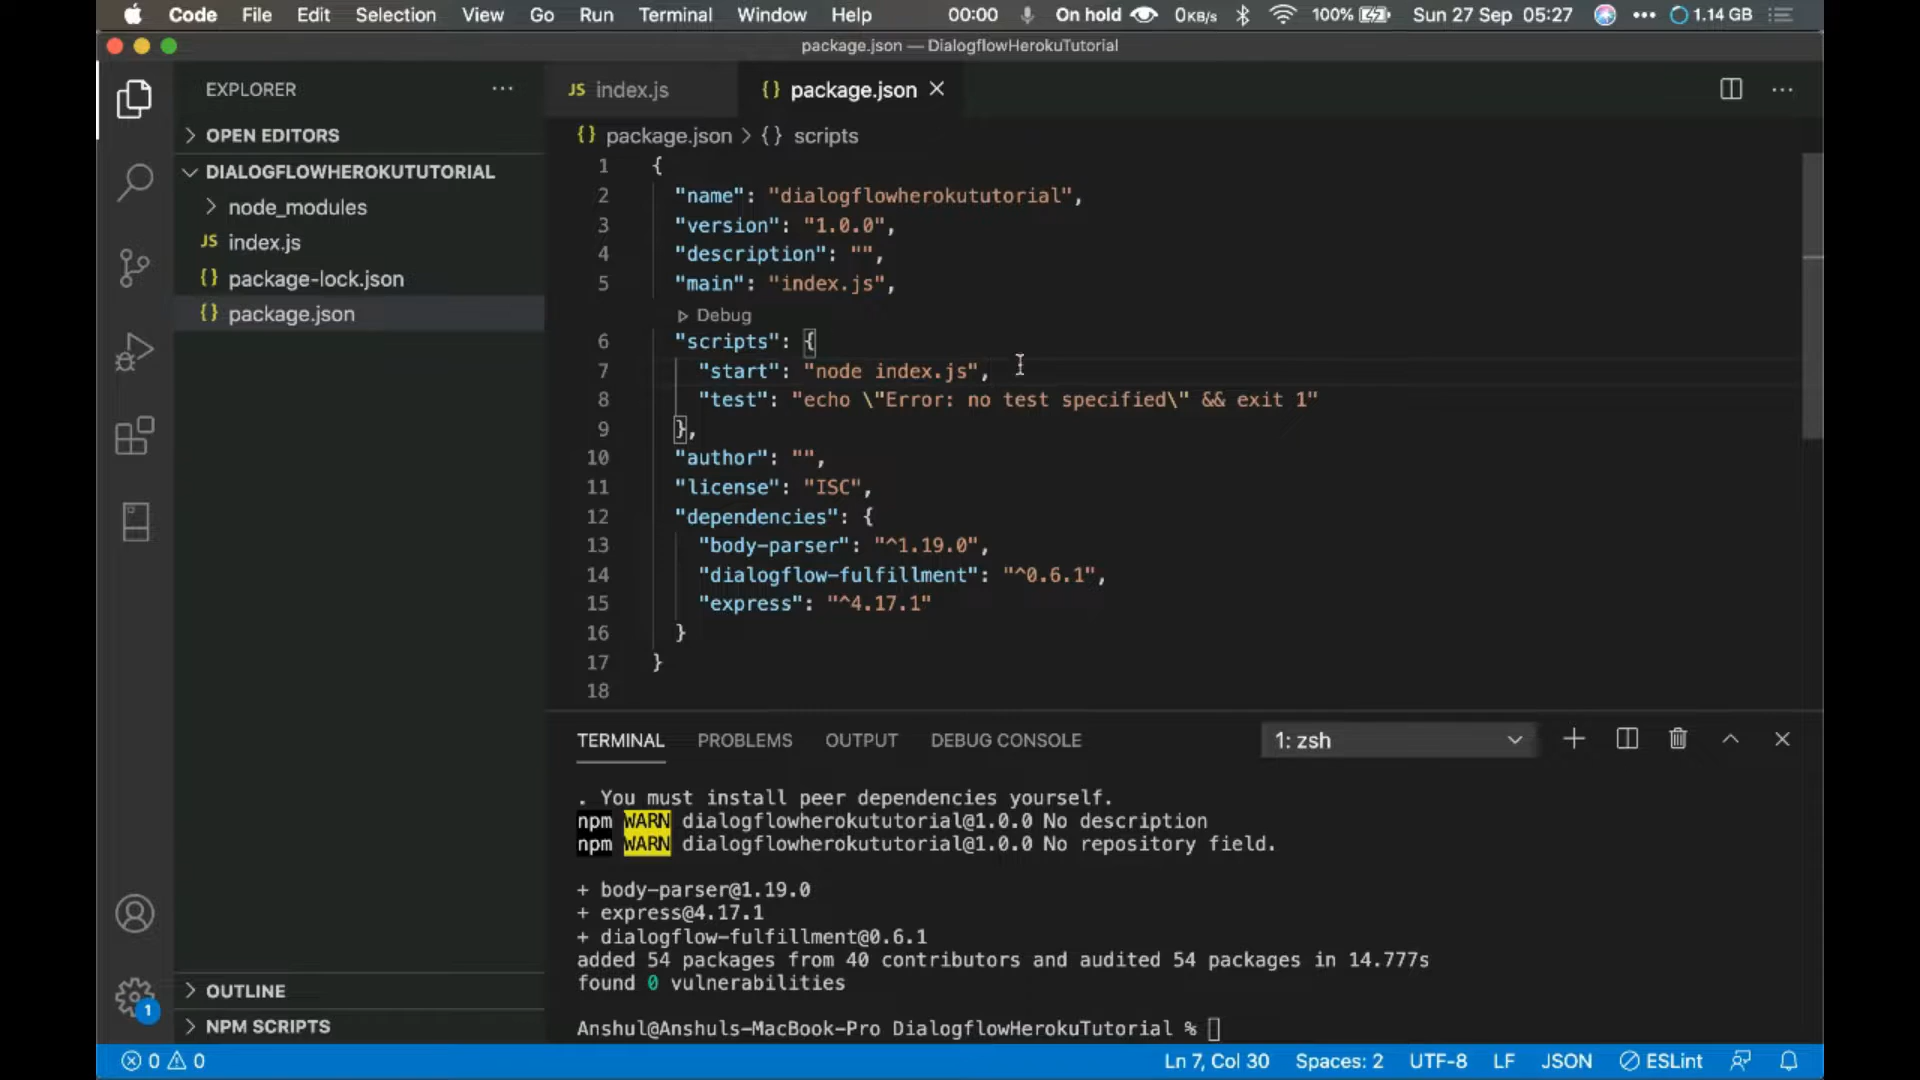 Code File Edit Selection View Go Run Terminal Window Help 00:00 On hold 0KB/s 100% Sun 27 Sep 05:27 1.14 GB
package.json — DialogflowHerokuTutorial
EXPLORER
JS index.js
{} package.json
OPEN EDITORS
DIALOGFLOWHEROKUTUTORIAL
node_modules
JS index.js
{} package-lock.json
{} package.json
{} package.json > {} scripts
1 {
2 "name": "dialogflowherokututorial",
3 "version": "1.0.0",
4 "description": "",
5 "main": "index.js",
Debug
6 "scripts": {
7 "start": "node index.js",
8 "test": "echo \"Error: no test specified\" && exit 1"
9 },
10 "author": "",
11 "license": "ISC",
12 "dependencies": {
13 "body-parser": "^1.19.0",
14 "dialogflow-fulfillment": "^0.6.1",
15 "express": "^4.17.1"
16 }
17 }
18
TERMINAL PROBLEMS OUTPUT DEBUG CONSOLE 1: zsh
. You must install peer dependencies yourself.
npm WARN dialogflowherokututorial@1.0.0 No description
npm WARN dialogflowherokututorial@1.0.0 No repository field.
+ body-parser@1.19.0
+ express@4.17.1
+ dialogflow-fulfillment@0.6.1
added 54 packages from 40 contributors and audited 54 packages in 14.777s
found 0 vulnerabilities
Anshul@Anshuls-MacBook-Pro DialogflowHerokuTutorial %
1
OUTLINE
NPM SCRIPTS
0 0 Ln 7, Col 30 Spaces: 2 UTF-8 LF JSON ESLint